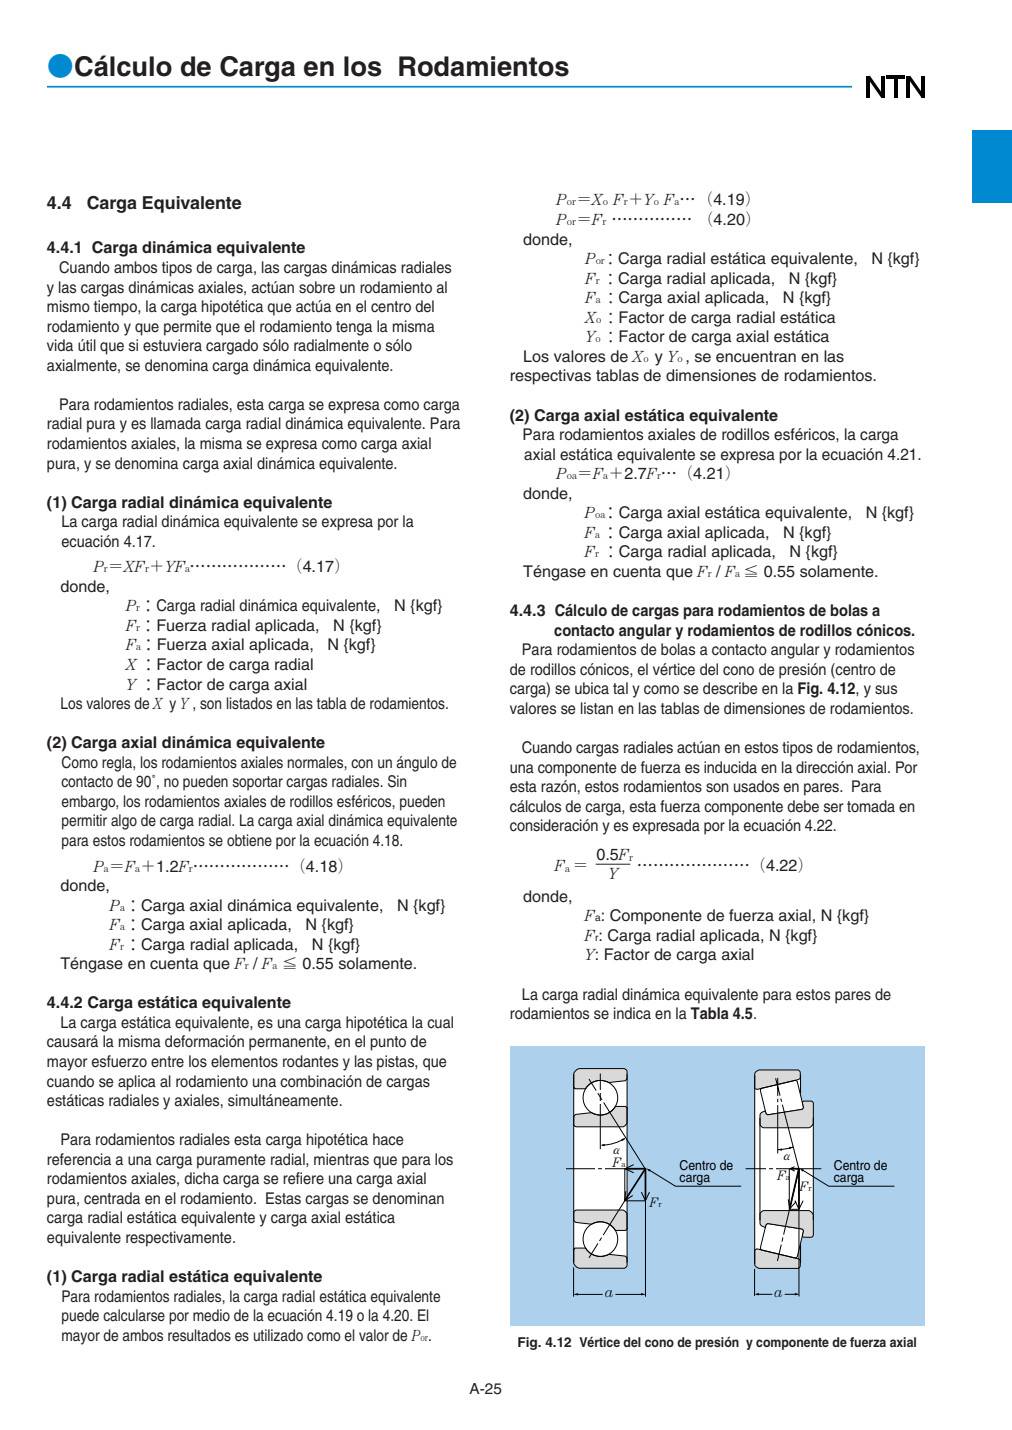 Cálculo de Carga en los Rodamientos
NTN
4.4 Carga Equivalente
4.4.1 Carga dinámica equivalente
Cuando ambos tipos de carga, las cargas dinámicas radiales
y las cargas dinámicas axiales, actúan sobre un rodamiento al
mismo tiempo, la carga hipotética que actúa en el centro del
rodamiento y que permite que el rodamiento tenga la misma
vida útil que si estuviera cargado sólo radialmente o sólo
axialmente, se denomina carga dinámica equivalente.
Para rodamientos radiales, esta carga se expresa como carga
radial pura y es llamada carga radial dinámica equivalente. Para
rodamientos axiales, la misma se expresa como carga axial
pura, y se denomina carga axial dinámica equivalente.
(1) Carga radial dinámica equivalente
La carga radial dinámica equivalente se expresa por la
ecuación 4.17.
Pr＝XFr＋YFa………………（4.17）
donde,
Pr：Carga radial dinámica equivalente, N {kgf}
Fr：Fuerza radial aplicada, N {kgf}
Fa：Fuerza axial aplicada, N {kgf}
X ：Factor de carga radial
Y ：Factor de carga axial
Los valores de X y Y , son listados en las tabla de rodamientos.
(2) Carga axial dinámica equivalente
Como regla, los rodamientos axiales normales, con un ángulo de
contacto de 90˚, no pueden soportar cargas radiales. Sin
embargo, los rodamientos axiales de rodillos esféricos, pueden
permitir algo de carga radial. La carga axial dinámica equivalente
para estos rodamientos se obtiene por la ecuación 4.18.
Pa＝Fa＋1.2Fr………………（4.18）
donde,
Pa：Carga axial dinámica equivalente, N {kgf}
Fa：Carga axial aplicada, N {kgf}
Fr：Carga radial aplicada, N {kgf}
Téngase en cuenta que Fr / Fa ≦ 0.55 solamente.
4.4.2 Carga estática equivalente
La carga estática equivalente, es una carga hipotética la cual
causará la misma deformación permanente, en el punto de
mayor esfuerzo entre los elementos rodantes y las pistas, que
cuando se aplica al rodamiento una combinación de cargas
estáticas radiales y axiales, simultáneamente.
Para rodamientos radiales esta carga hipotética hace
referencia a una carga puramente radial, mientras que para los
rodamientos axiales, dicha carga se refiere una carga axial
pura, centrada en el rodamiento. Estas cargas se denominan
carga radial estática equivalente y carga axial estática
equivalente respectivamente.
(1) Carga radial estática equivalente
Para rodamientos radiales, la carga radial estática equivalente
puede calcularse por medio de la ecuación 4.19 o la 4.20. El
mayor de ambos resultados es utilizado como el valor de Por.
Por＝Xo Fr＋Yo Fa…（4.19）
Por＝Fr ……………（4.20）
donde,
Por：Carga radial estática equivalente, N {kgf}
Fr ：Carga radial aplicada, N {kgf}
Fa ：Carga axial aplicada, N {kgf}
Xo ：Factor de carga radial estática
Yo ：Factor de carga axial estática
Los valores de Xo y Yo , se encuentran en las
respectivas tablas de dimensiones de rodamientos.
(2) Carga axial estática equivalente
Para rodamientos axiales de rodillos esféricos, la carga
axial estática equivalente se expresa por la ecuación 4.21.
Poa＝Fa＋2.7Fr…（4.21）
donde,
Poa：Carga axial estática equivalente, N {kgf}
Fa ：Carga axial aplicada, N {kgf}
Fr ：Carga radial aplicada, N {kgf}
Téngase en cuenta que Fr / Fa ≦ 0.55 solamente.
4.4.3 Cálculo de cargas para rodamientos de bolas a
contacto angular y rodamientos de rodillos cónicos.
Para rodamientos de bolas a contacto angular y rodamientos
de rodillos cónicos, el vértice del cono de presión (centro de
carga) se ubica tal y como se describe en la Fig. 4.12, y sus
valores se listan en las tablas de dimensiones de rodamientos.
Cuando cargas radiales actúan en estos tipos de rodamientos,
una componente de fuerza es inducida en la dirección axial. Por
esta razón, estos rodamientos son usados en pares. Para
cálculos de carga, esta fuerza componente debe ser tomada en
consideración y es expresada por la ecuación 4.22.
Fa＝ 0.5Fr / Y …………………（4.22）
donde,
Fa: Componente de fuerza axial, N {kgf}
Fr: Carga radial aplicada, N {kgf}
Y: Factor de carga axial
La carga radial dinámica equivalente para estos pares de
rodamientos se indica en la Tabla 4.5.
α
Fa
Fr
Centro de
carga
a
α
Fa
Fr
Centro de
carga
a
Fig. 4.12 Vértice del cono de presión y componente de fuerza axial
A-25